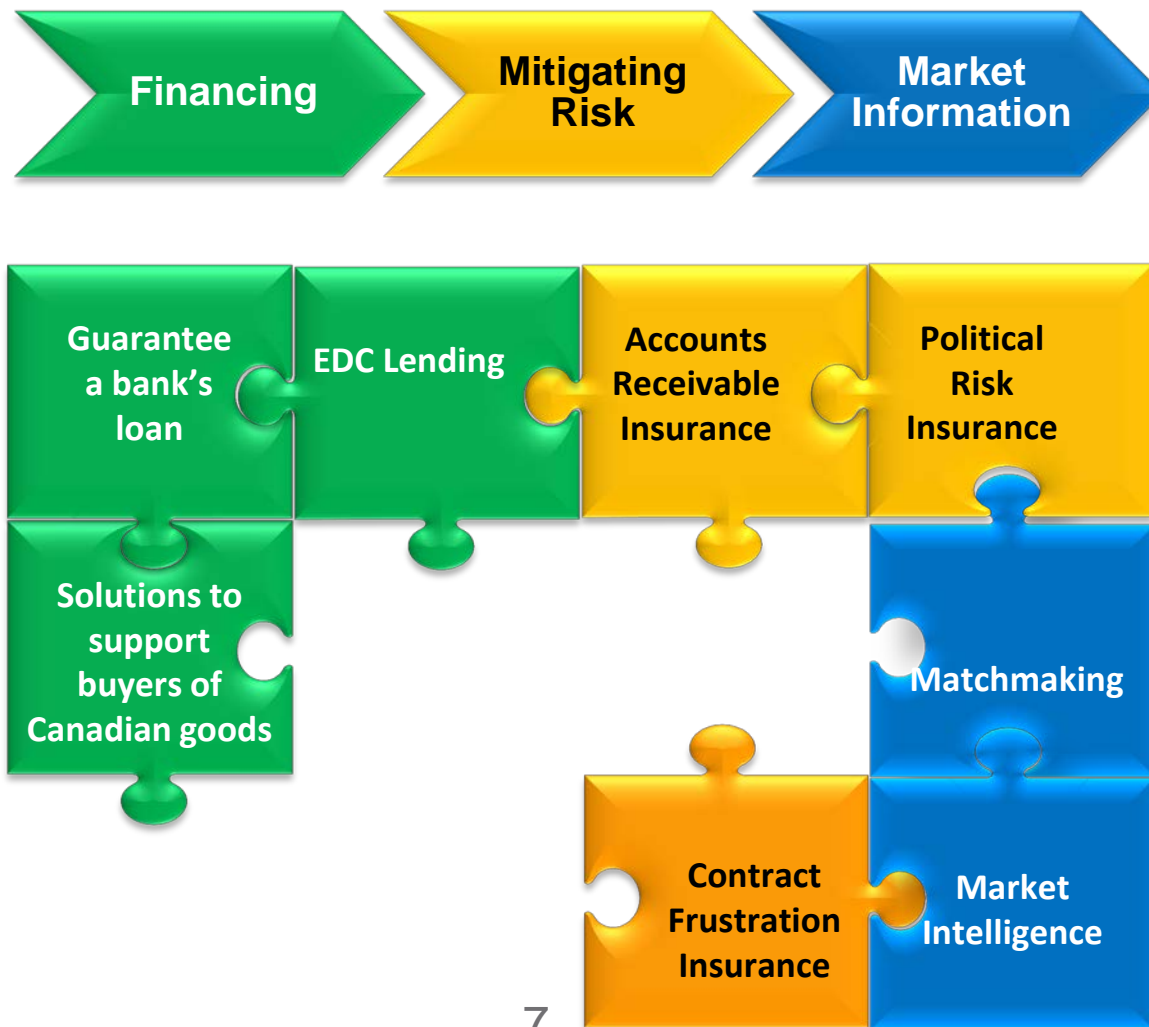 Financing
Mitigating
Risk
Market
Information
Guarantee
a bank's
loan
EDC Lending
Accounts
Receivable
Insurance
Political
Risk
Insurance
Solutions to
support
buyers of
Canadian goods
Matchmaking
Contract
Frustration
Insurance
Market
Intelligence
7